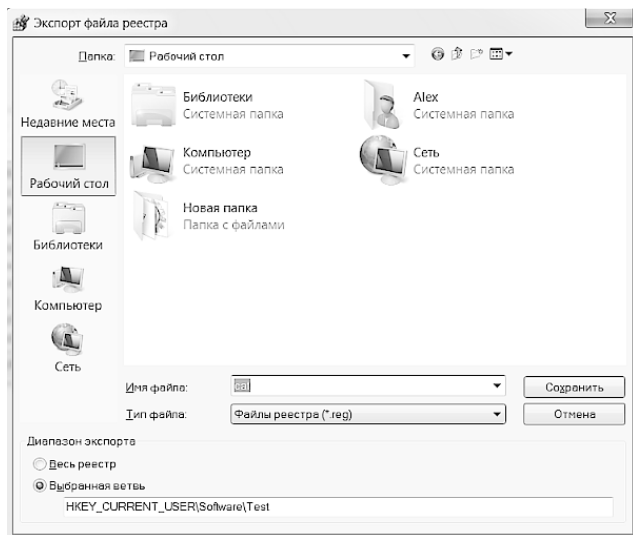 Экспорт файла реестра
Папка:
Рабочий стол
Недавние места
Рабочий стол
Библиотеки
Компьютер
Сеть
Библиотеки
Системная папка
Alex
Системная папка
Компьютер
Системная папка
Сеть
Системная папка
Новая папка
Папка с файлами
Имя файла:
Сохранить
Тип файла:
Файлы реестра (*.reg)
Отмена
Диапазон экспорта
Весь реестр
Выбранная ветвь
HKEY_CURRENT_USER\Software\Test